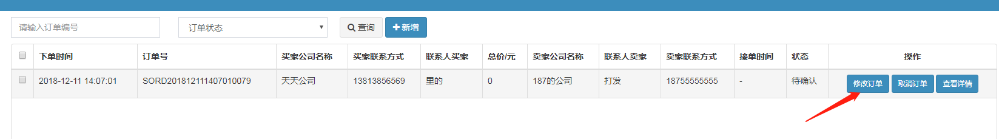 请输入订单编号 订单状态 查询 新增
下单时间 订单号 买家公司名称 买家联系方式 联系人买家 总价/元 卖家公司名称 联系人卖家 卖家联系方式 接单时间 状态 操作
2018-12-11 14:07:01 SORD201812111407010079 天天公司 13813856569 里的 0 187的公司 打发 18755555555 - 待确认 修改订单 取消订单 查看详情